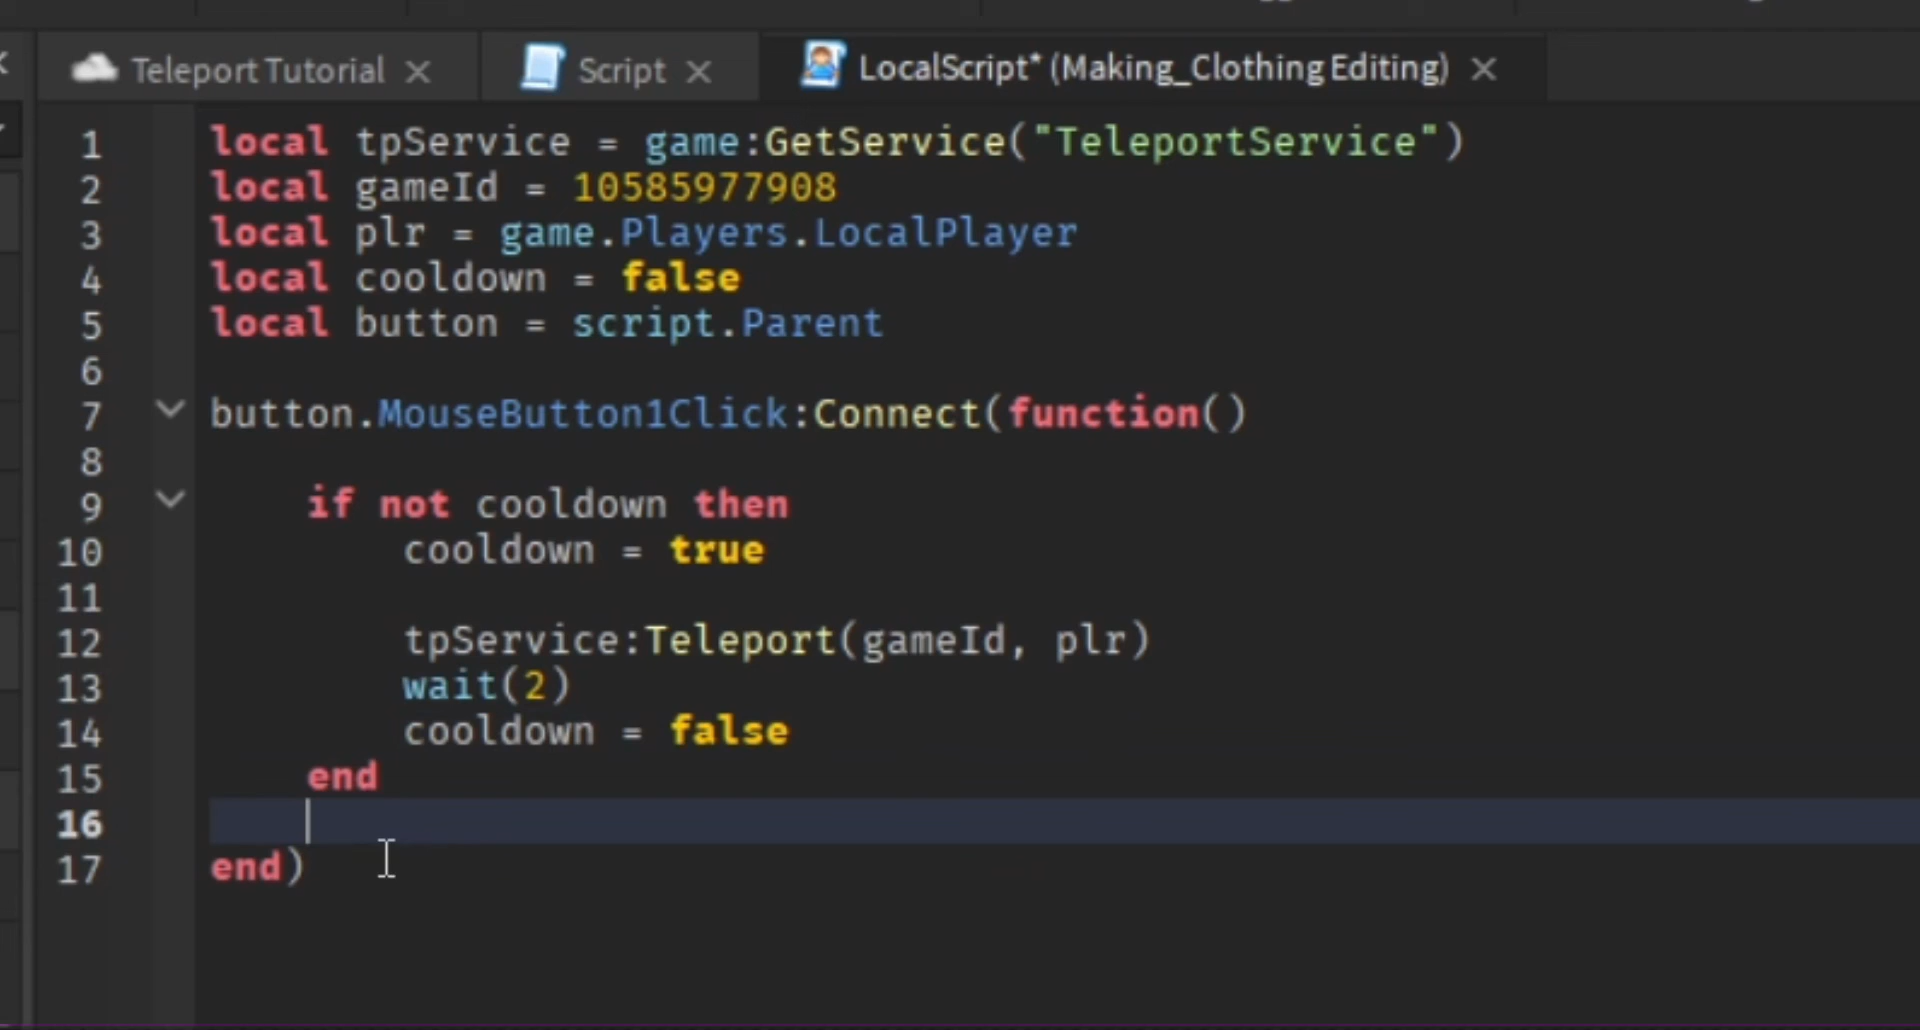 Teleport Tutorial
Script
LocalScript* (Making_Clothing Editing)
1 local tpService = game:GetService("TeleportService")
2 local gameId = 10585977908
3 local plr = game.Players.LocalPlayer
4 local cooldown = false
5 local button = script.Parent
6
7 button.MouseButton1Click:Connect(function()
8
9 if not cooldown then
10 cooldown = true
11
12 tpService:Teleport(gameId, plr)
13 wait(2)
14 cooldown = false
15 end
16
17 end)